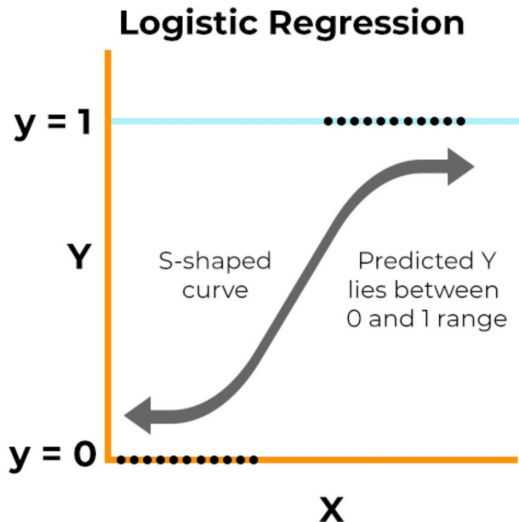 Logistic Regression
y = 1
Y
S-shaped
curve
Predicted Y
lies between
0 and 1 range
y = 0
X